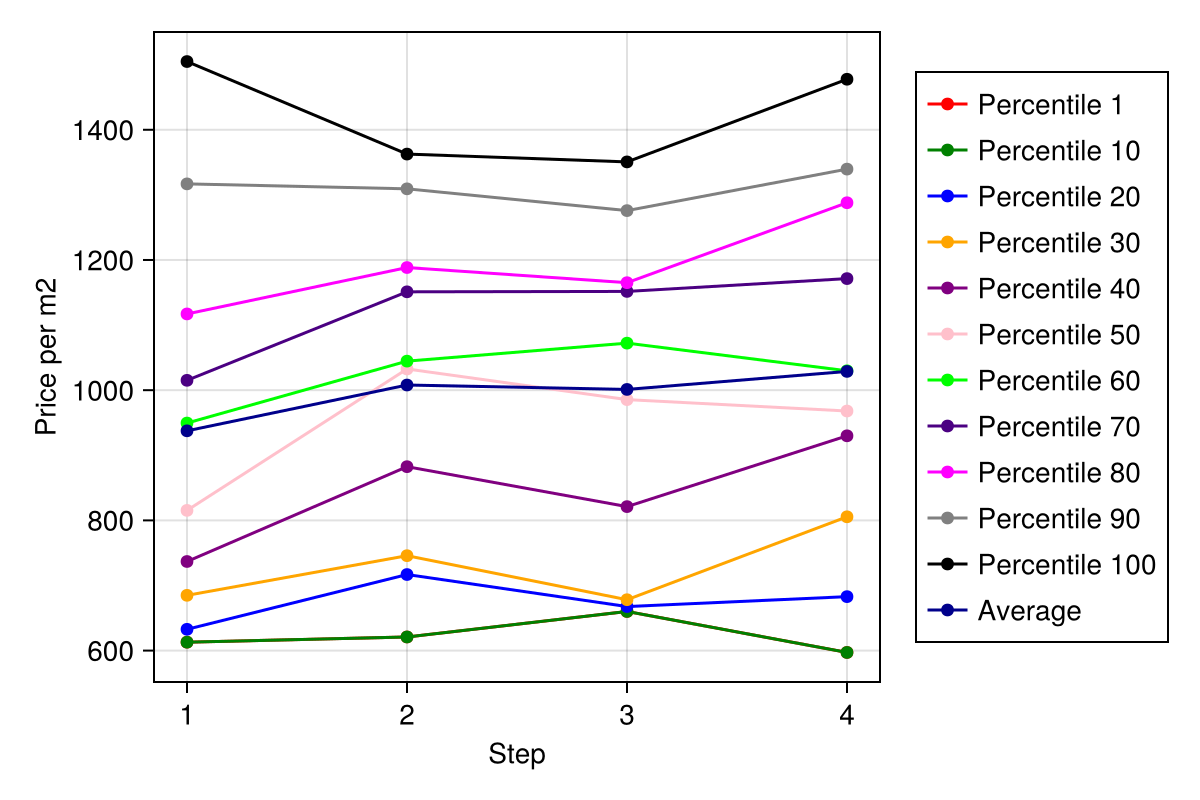 1400
1200
1000
800
600
Price per m2
1
2
3
4
Step
Percentile 1
Percentile 10
Percentile 20
Percentile 30
Percentile 40
Percentile 50
Percentile 60
Percentile 70
Percentile 80
Percentile 90
Percentile 100
Average